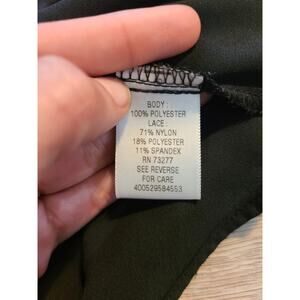 BODY:
100% POLYESTER
LACE:
71% NYLON
18% POLYESTER
11% SPANDEX
RN 73277
SEE REVERSE
FOR CARE
400529584553